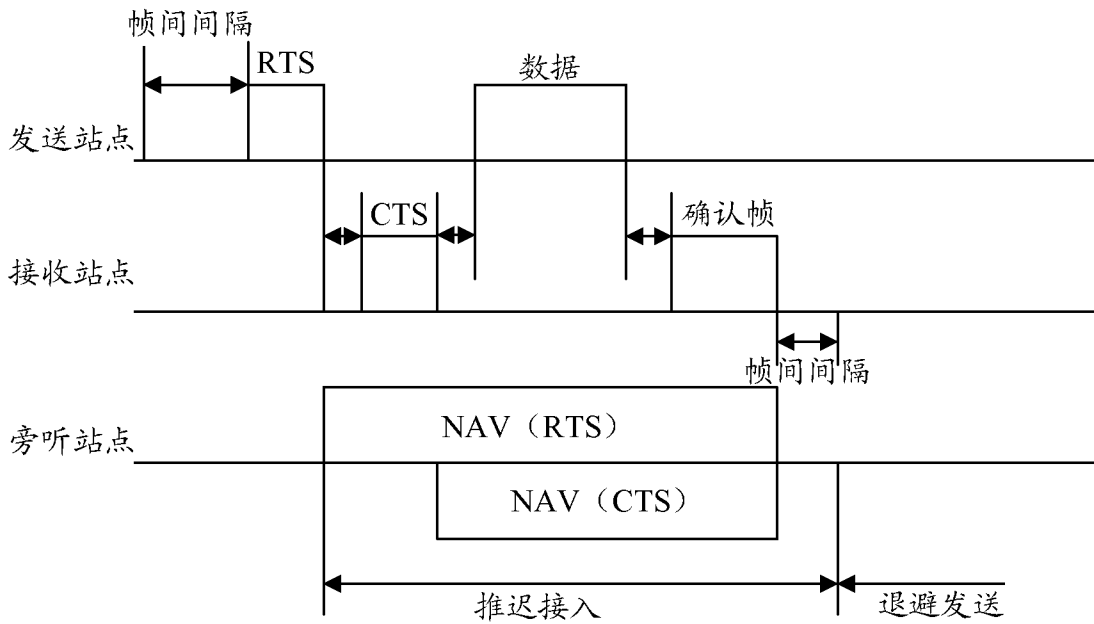 帧间间隔
RTS
数据
发送站点
CTS
确认帧
接收站点
帧间间隔
NAV（RTS）
旁听站点
NAV（CTS）
推迟接入
退避发送